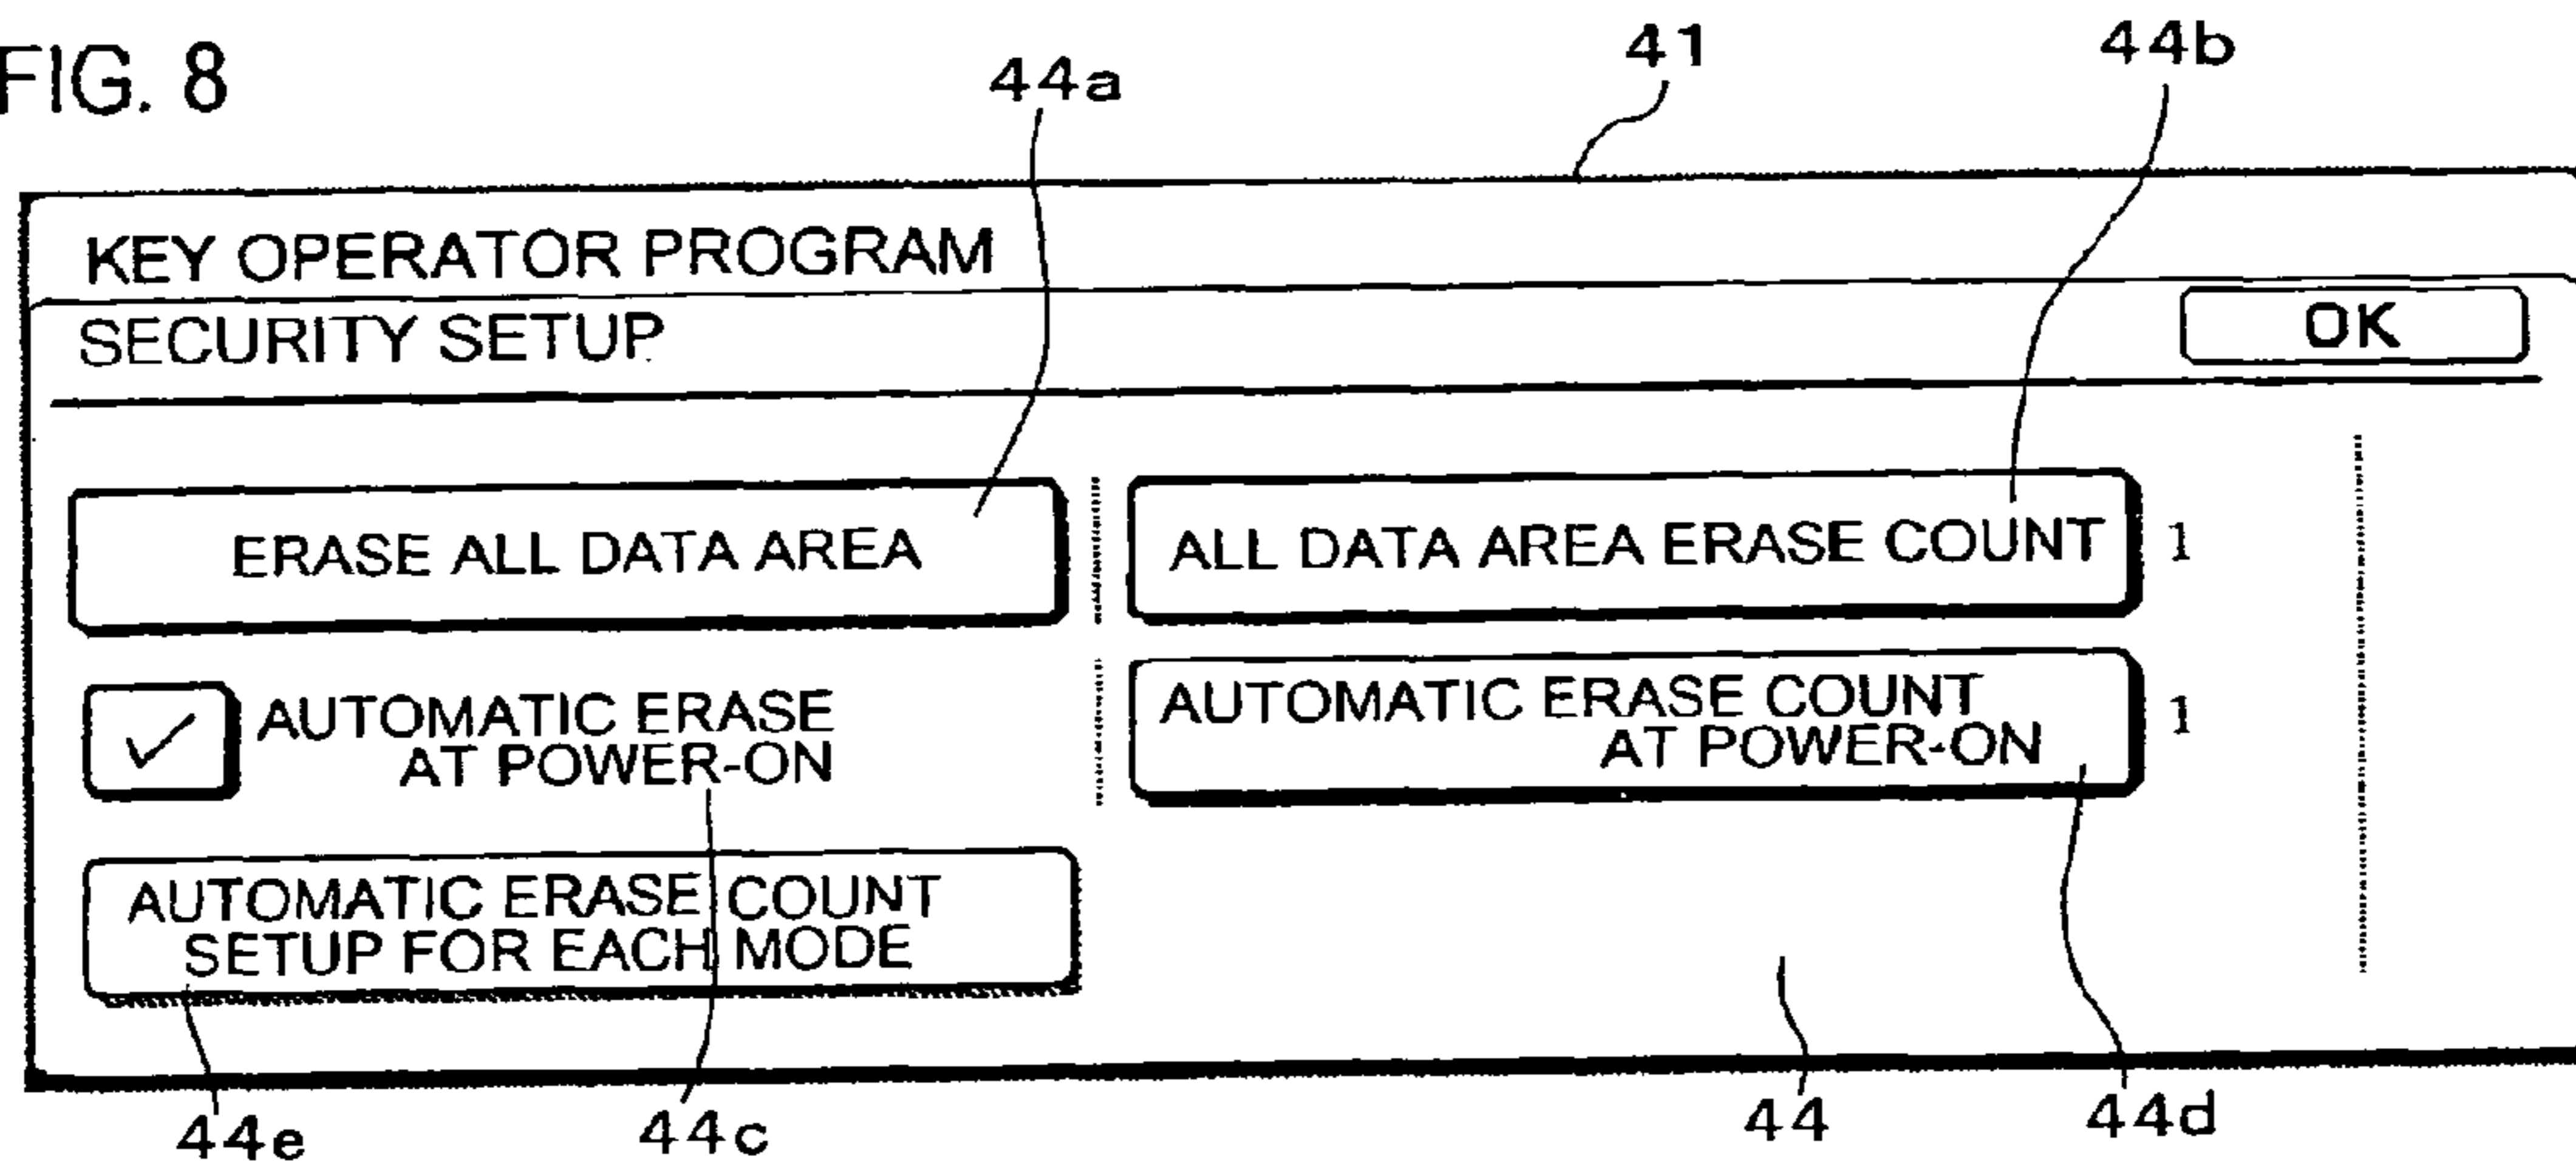 FIG. 8
44a
41
44b
KEY OPERATOR PROGRAM
SECURITY SETUP
OK
ERASE ALL DATA AREA
ALL DATA AREA ERASE COUNT
1
AUTOMATIC ERASE
AT POWER-ON
AUTOMATIC ERASE COUNT
AT POWER-ON
1
AUTOMATIC ERASE COUNT
SETUP FOR EACH MODE
44e
44c
44
44d